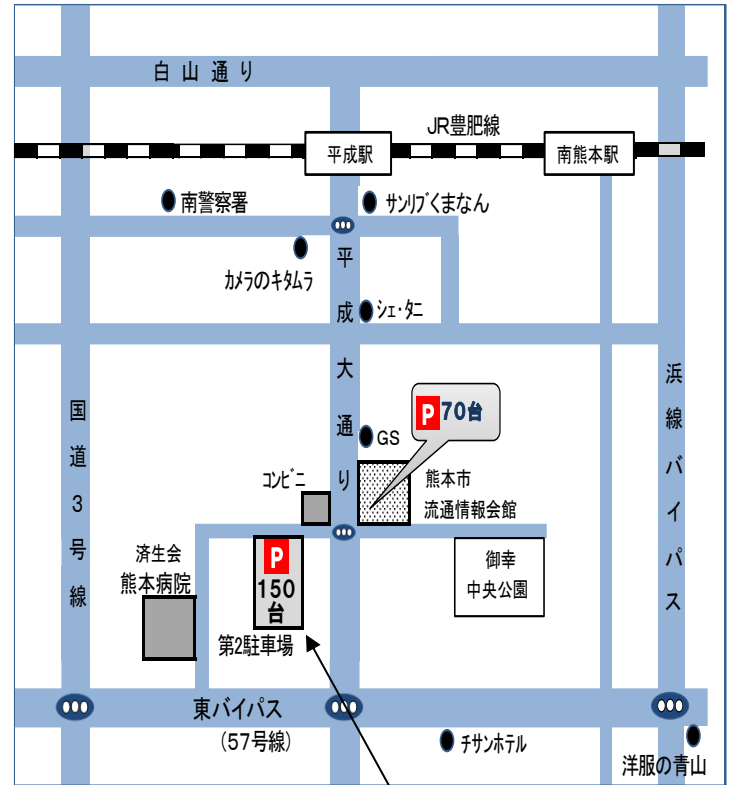 白山通り
JR豊肥線
平成駅
南熊本駅
南警察署
サンリブくまなん
カメラのキタムラ
平成大通り
シェ・タニ
国道3号線
浜線バイパス
P70台
GS
コンビニ
熊本市
流通情報会館
済生会
熊本病院
P
150
台
第2駐車場
御幸
中央公園
東バイパス
(57号線)
チサンホテル
洋服の青山